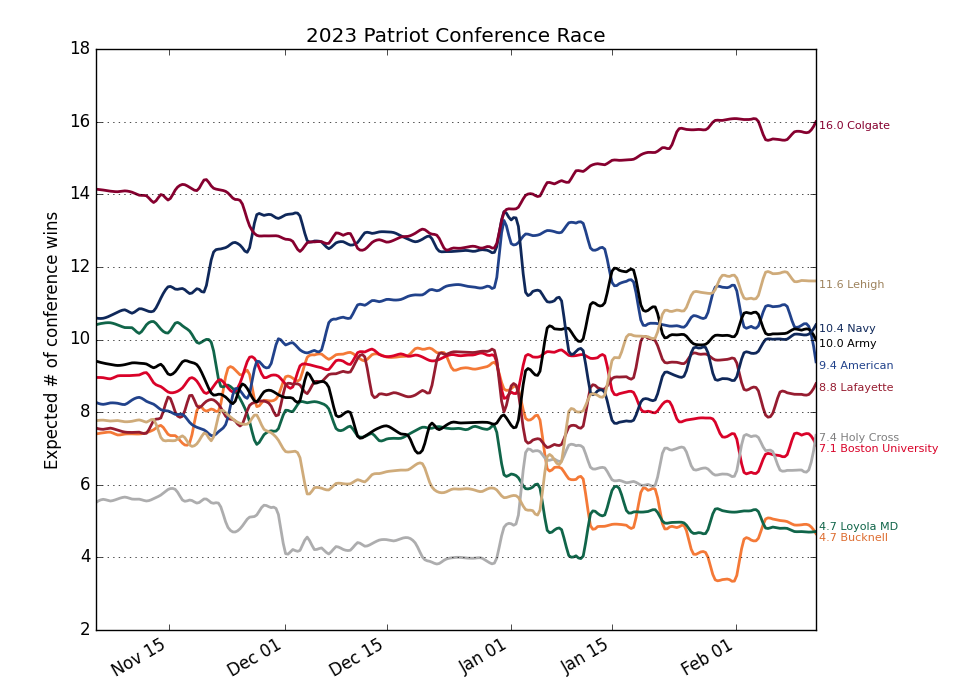 2023 Patriot Conference Race
Expected # of conference wins
18
16
14
12
10
8
6
4
2
Nov 15
Dec 01
Dec 15
Jan 01
Jan 15
Feb 01
16.0 Colgate
11.6 Lehigh
10.4 Navy
10.0 Army
9.4 American
8.8 Lafayette
7.4 Holy Cross
7.1 Boston University
4.7 Loyola MD
4.7 Bucknell